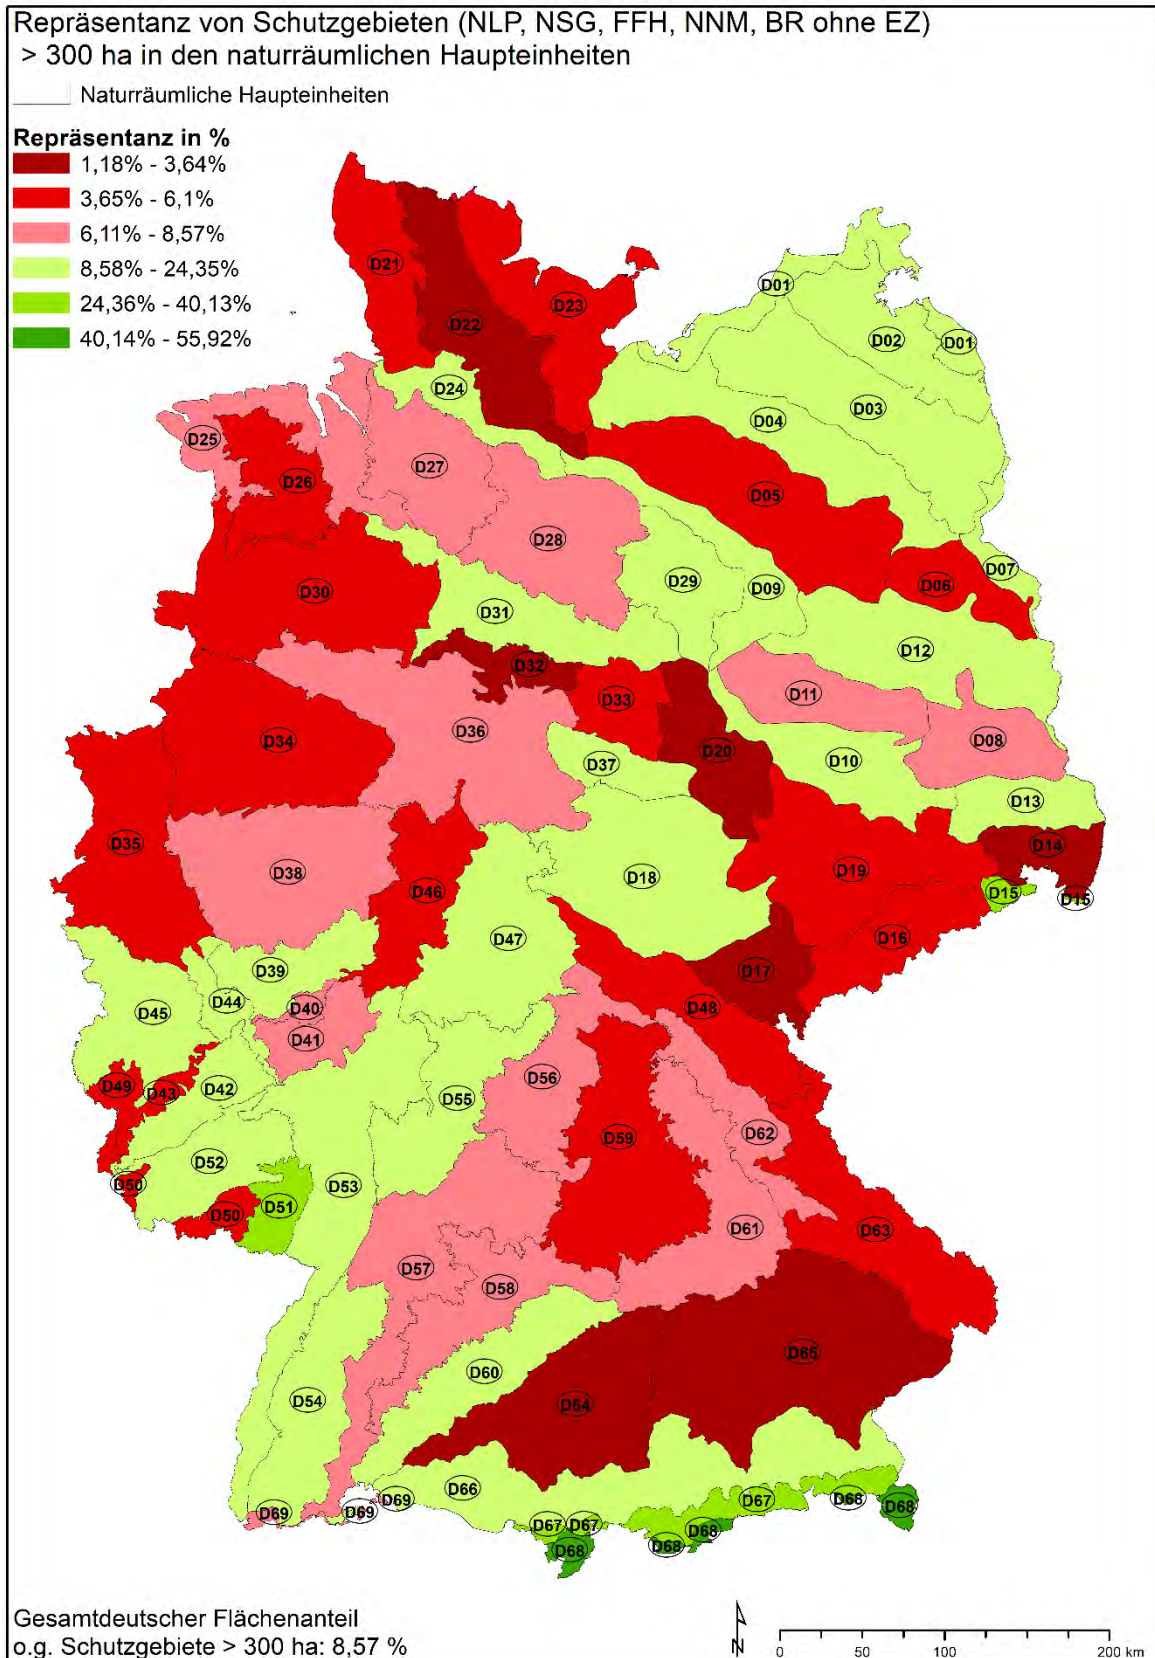 Repräsentanz von Schutzgebieten (NLP, NSG, FFH, NNM, BR ohne EZ)
> 300 ha in den naturräumlichen Haupteinheiten
Naturräumliche Haupteinheiten
Repräsentanz in %
1,18% - 3,64%
3,65% - 6,1%
6,11% - 8,57%
8,58% - 24,35%
24,36% - 40,13%
40,14% - 55,92%
D21
D01
D23
D22
D02
D01
D24
D03
D04
D25
D27
D26
D05
D28
D07
D29
D09
D06
D30
D31
D12
D32
D11
D33
D36
D34
D08
D20
D10
D37
D13
D35
D14
D38
D18
D19
D46
D15
D15
D47
D16
D39
D17
D44
D40
D48
D45
D41
D56
D49
D42
D43
D55
D62
D59
D52
D50
D53
D51
D50
D61
D63
D57
D58
D65
D60
D54
D64
D66
D69
D67
D68
D68
D69
D69
D67
D67
D68
D68
D68
Gesamtdeutscher Flächenanteil
o.g. Schutzgebiete > 300 ha: 8,57 %
N
0 50 100 200 km